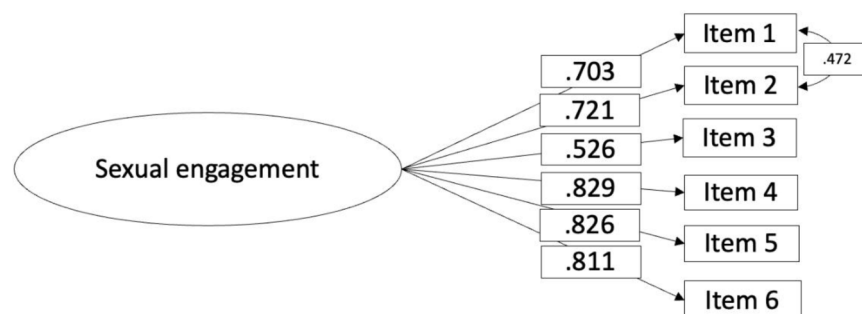 Sexual engagement
.703
.721
.526
.829
.826
.811
Item 1
Item 2
Item 3
Item 4
Item 5
Item 6
.472